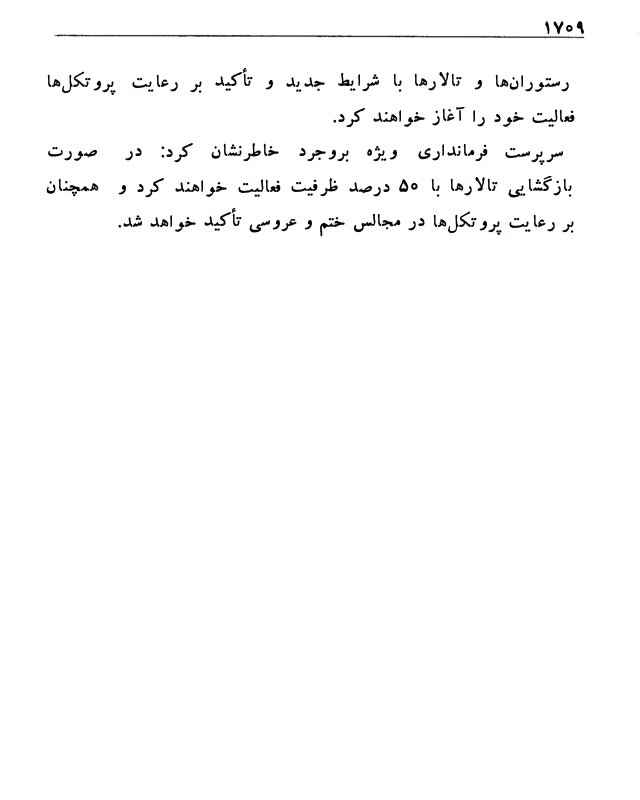 ۱۷۰۹
رستوران‌ها و تالارها با شرایط جدید و تأکید بر رعایت پروتکل‌ها
فعالیت خود را آغاز خواهند کرد.
سرپرست فرمانداری ویژه بروجرد خاطرنشان کرد: در صورت
بازگشایی تالارها با ۵۰ درصد ظرفیت فعالیت خواهند کرد و همچنان
بر رعایت پروتکل‌ها در مجالس ختم و عروسی تأکید خواهد شد.